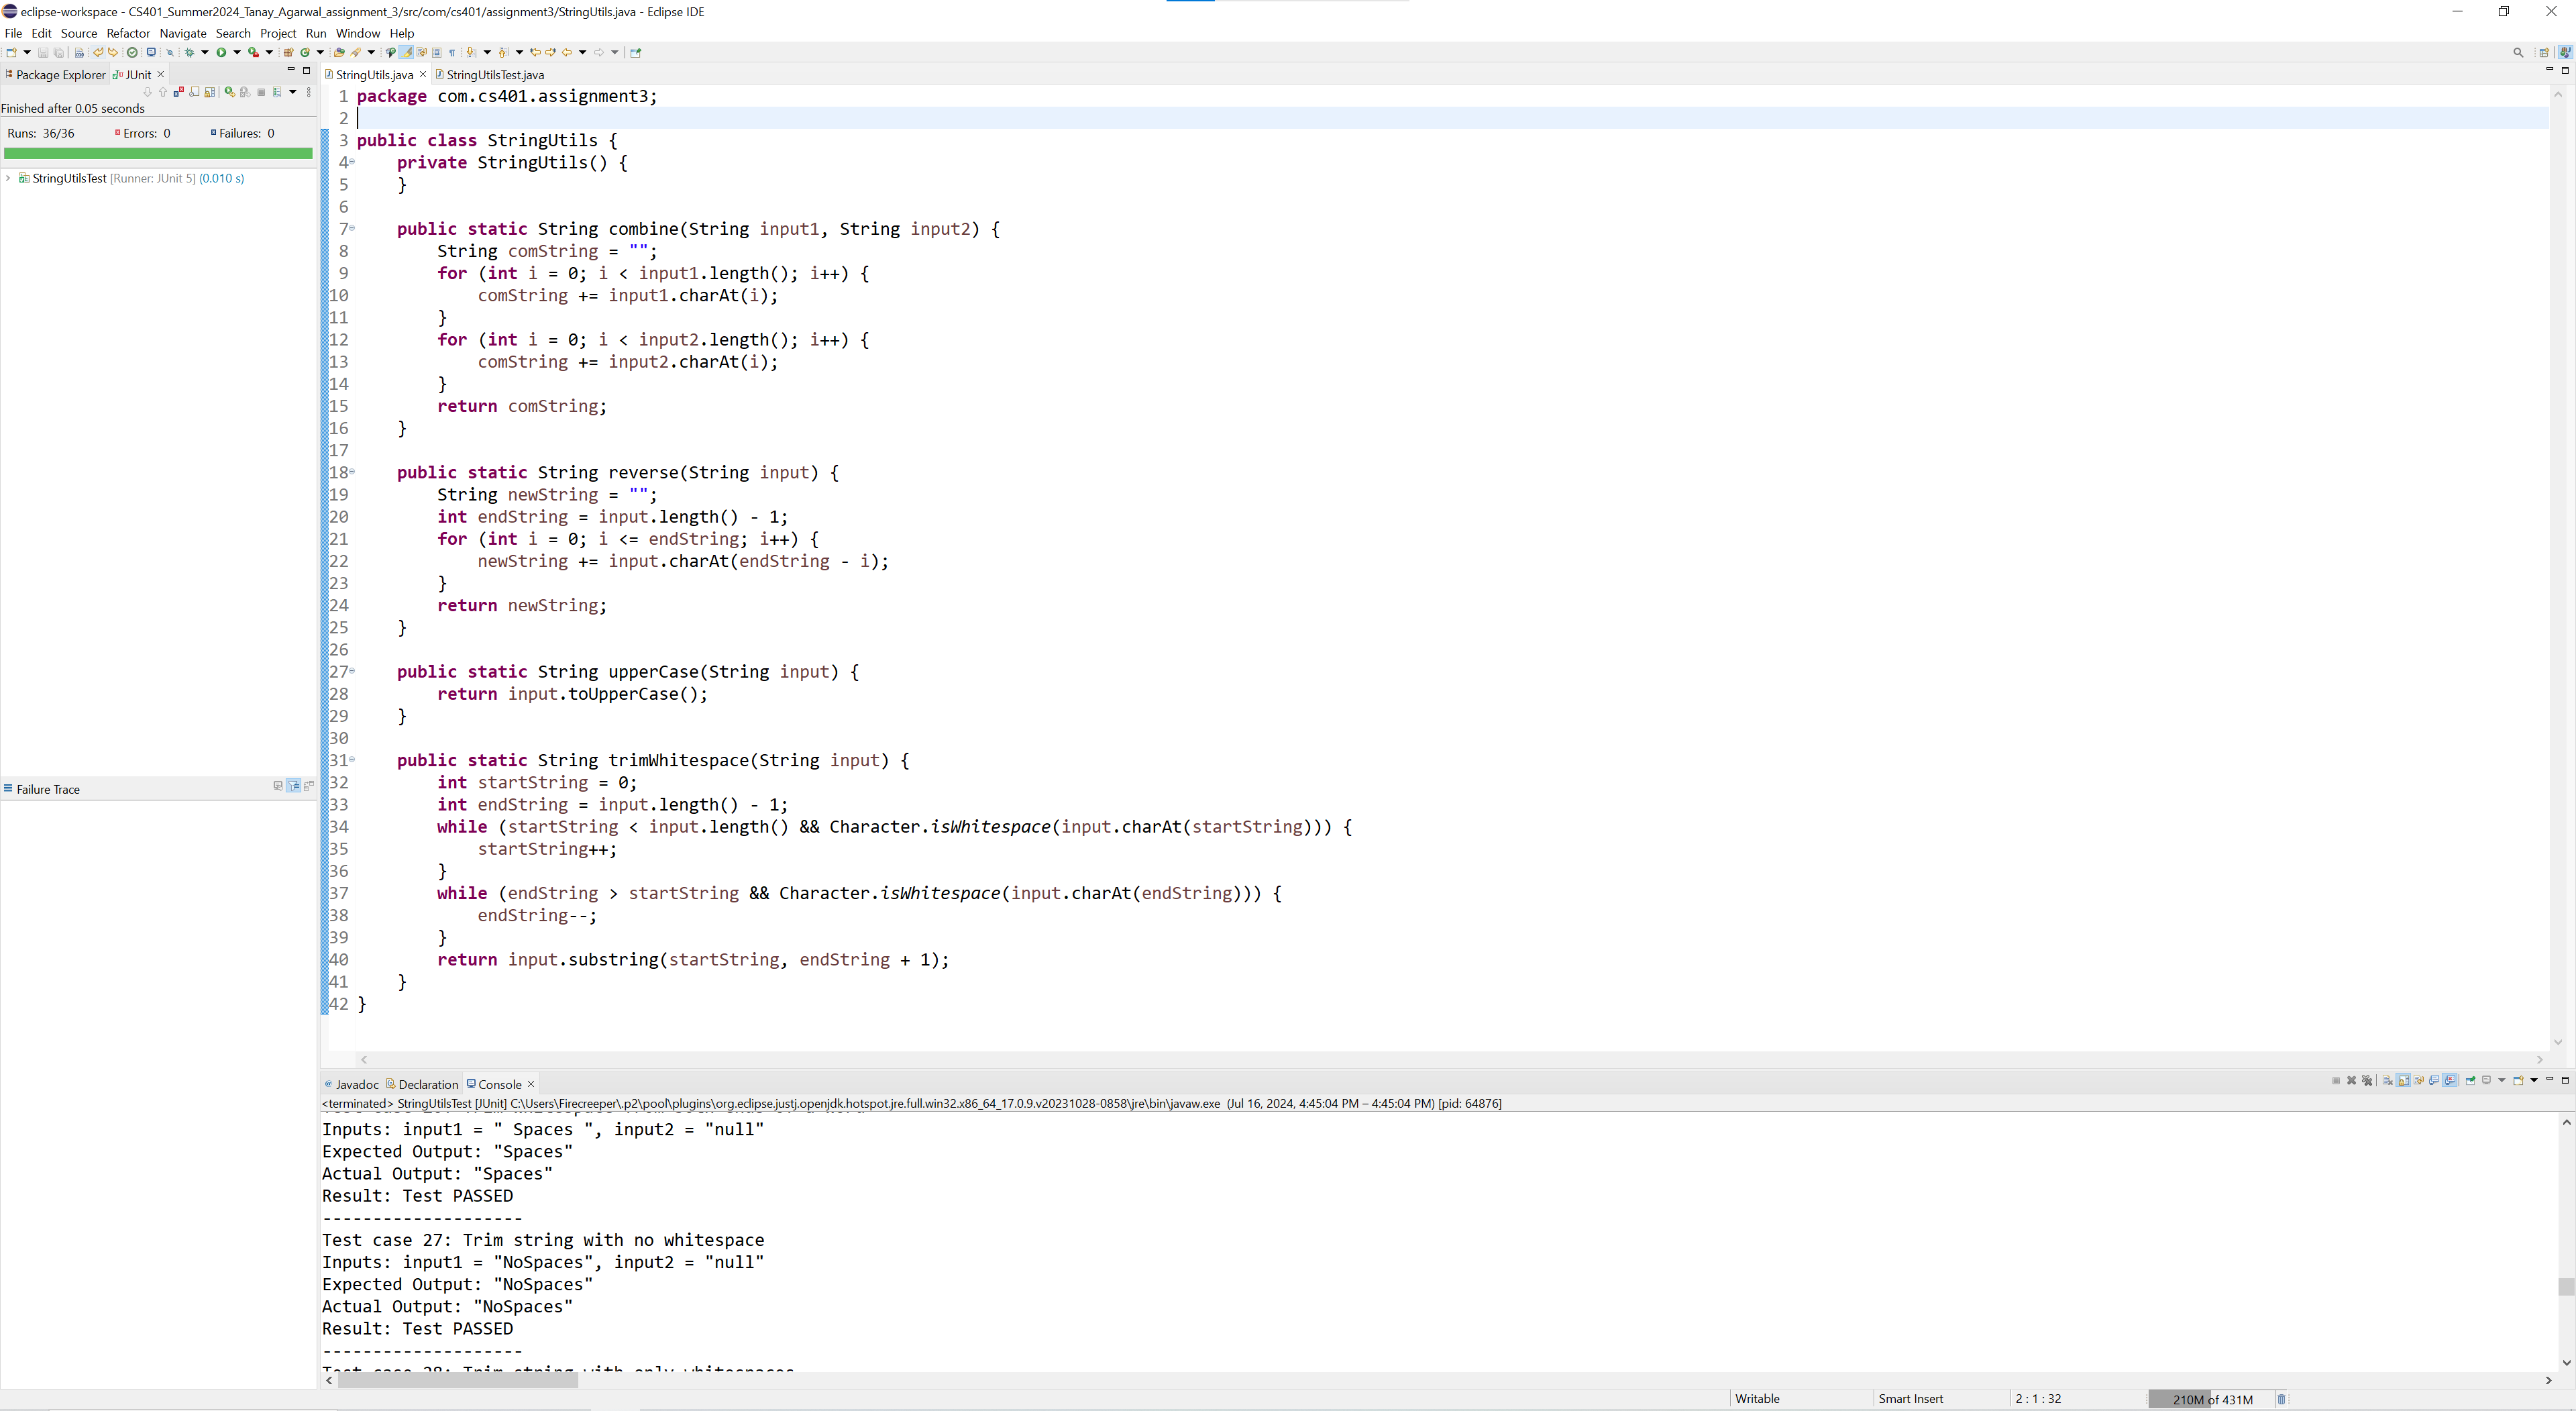 eclipse-workspace - CS401_Summer2024_Tanay_Agarwal_assignment_3/src/com/cs401/assignment3/StringUtils.java - Eclipse IDE
File Edit Source Refactor Navigate Search Project Run Window Help
Package Explorer JUnit
Finished after 0.05 seconds
Runs: 36/36 Errors: 0 Failures: 0
StringUtilsTest [Runner: JUnit 5] (0.010 s)
Failure Trace
StringUtils.java StringUtilsTest.java
1 package com.cs401.assignment3;
2
3 public class StringUtils {
4     private StringUtils() {
5     }
6
7     public static String combine(String input1, String input2) {
8         String comString = "";
9         for (int i = 0; i < input1.length(); i++) {
10             comString += input1.charAt(i);
11         }
12         for (int i = 0; i < input2.length(); i++) {
13             comString += input2.charAt(i);
14         }
15         return comString;
16     }
17
18     public static String reverse(String input) {
19         String newString = "";
20         int endString = input.length() - 1;
21         for (int i = 0; i <= endString; i++) {
22             newString += input.charAt(endString - i);
23         }
24         return newString;
25     }
26
27     public static String upperCase(String input) {
28         return input.toUpperCase();
29     }
30
31     public static String trimWhitespace(String input) {
32         int startString = 0;
33         int endString = input.length() - 1;
34         while (startString < input.length() && Character.isWhitespace(input.charAt(startString))) {
35             startString++;
36         }
37         while (endString > startString && Character.isWhitespace(input.charAt(endString))) {
38             endString--;
39         }
40         return input.substring(startString, endString + 1);
41     }
42 }
Javadoc Declaration Console
<terminated> StringUtilsTest [JUnit] C:\Users\Firecreeper\.p2\pool\plugins\org.eclipse.justj.openjdk.hotspot.jre.full.win32.x86_64_17.0.9.v20231028-0858\jre\bin\javaw.exe (Jul 16, 2024, 4:45:04 PM – 4:45:04 PM) [pid: 64876]
Inputs: input1 = " Spaces ", input2 = "null"
Expected Output: "Spaces"
Actual Output: "Spaces"
Result: Test PASSED
--------------------
Test case 27: Trim string with no whitespace
Inputs: input1 = "NoSpaces", input2 = "null"
Expected Output: "NoSpaces"
Actual Output: "NoSpaces"
Result: Test PASSED
--------------------
Test case 28: Trim string with only whitespaces
Writable Smart Insert 2 : 1 : 32 210M of 431M